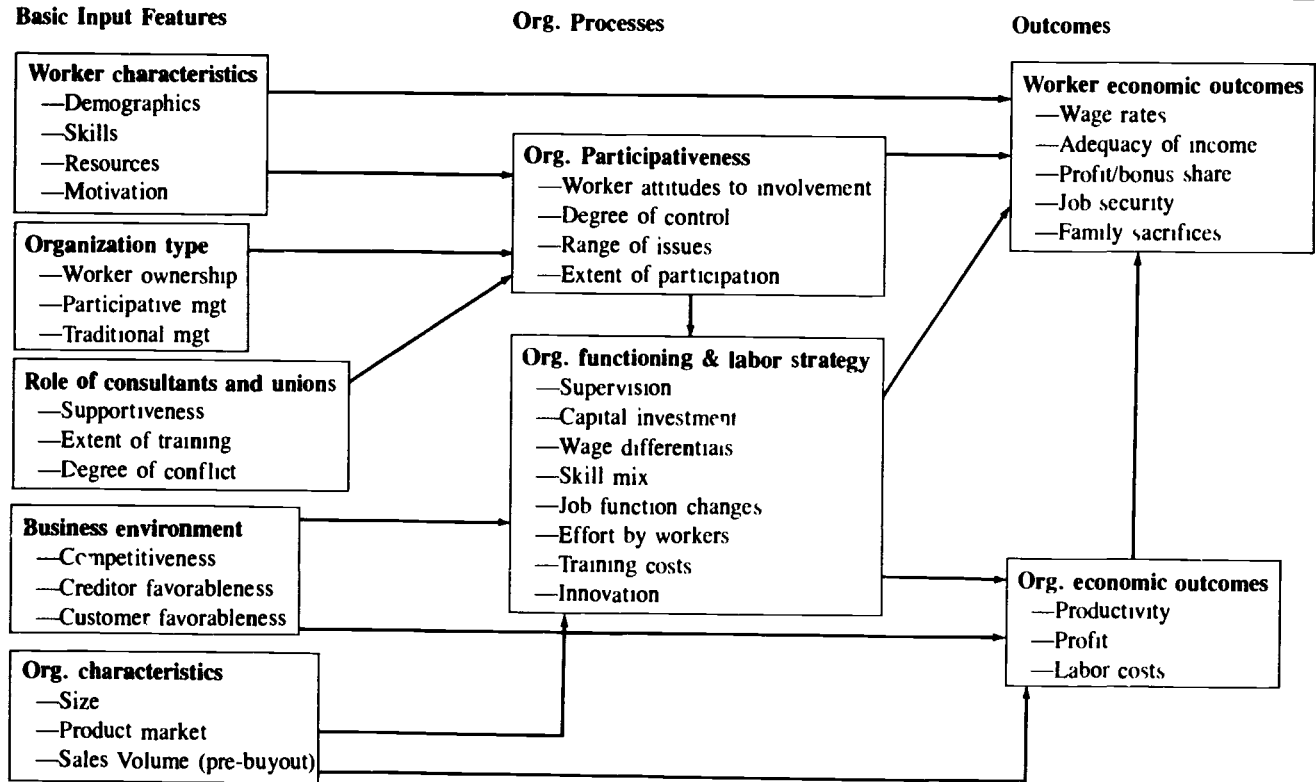 Basic Input Features
Worker characteristics
—Demographics
—Skills
—Resources
—Motivation
Organization type
—Worker ownership
—Participative mgt
—Traditional mgt
Role of consultants and unions
—Supportiveness
—Extent of training
—Degree of conflict
Business environment
—Competitiveness
—Creditor favorableness
—Customer favorableness
Org. characteristics
—Size
—Product market
—Sales Volume (pre-buyout)
Org. Processes
Org. Participativeness
—Worker attitudes to involvement
—Degree of control
—Range of issues
—Extent of participation
Org. functioning & labor strategy
—Supervision
—Capital investment
—Wage differentials
—Skill mix
—Job function changes
—Effort by workers
—Training costs
—Innovation
Outcomes
Worker economic outcomes
—Wage rates
—Adequacy of income
—Profit/bonus share
—Job security
—Family sacrifices
Org. economic outcomes
—Productivity
—Profit
—Labor costs